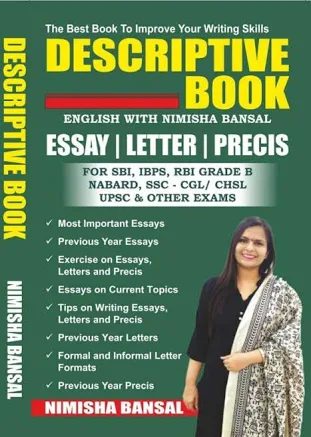 The Best Book To Improve Your Writing Skills
DESCRIPTIVE
BOOK
ENGLISH WITH NIMISHA BANSAL
ESSAY | LETTER | PRECIS
FOR SBI, IBPS, RBI GRADE B
NABARD, SSC - CGL/ CHSL
UPSC & OTHER EXAMS
✓ Most Important Essays
✓ Previous Year Essays
✓ Exercise on Essays,
Letters and Precis
✓ Essays on Current Topics
✓ Tips on Writing Essays,
Letters and Precis
✓ Previous Year Letters
✓ Formal and Informal Letter
Formats
✓ Previous Year Precis
NIMISHA BANSAL
DESCRIPTIVE BOOK
NIMISHA BANSAL